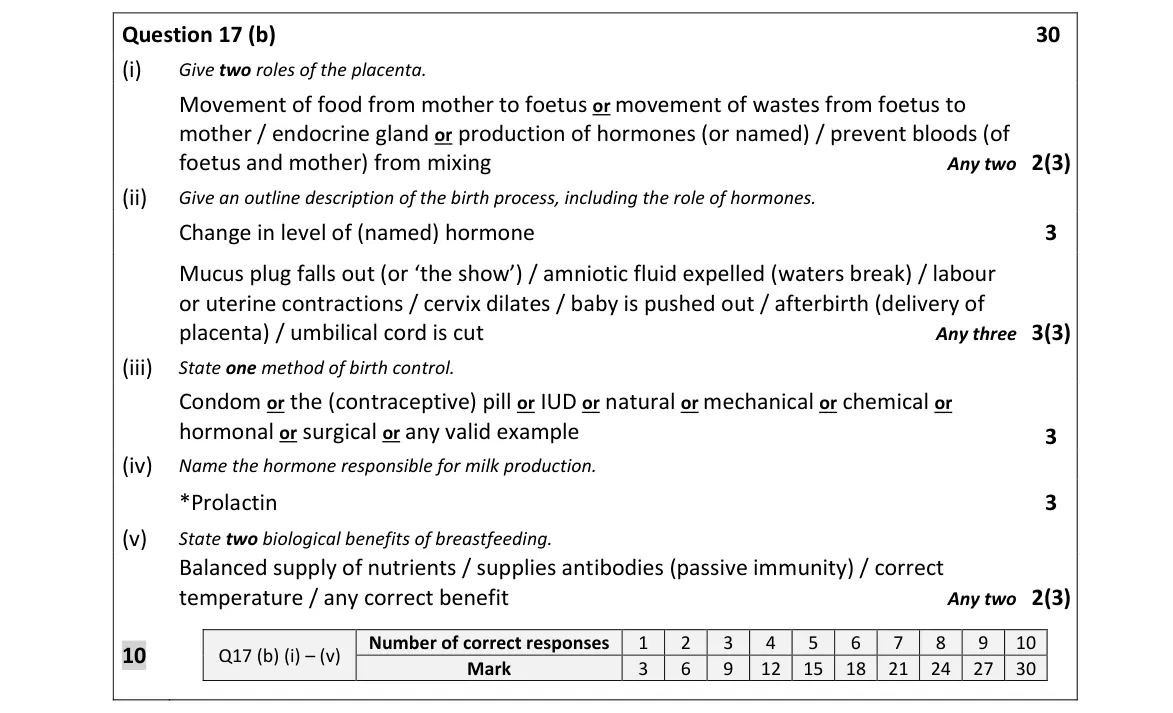 Question 17 (b) 30
(i) Give two roles of the placenta.
Movement of food from mother to foetus or movement of wastes from foetus to
mother / endocrine gland or production of hormones (or named) / prevent bloods (of
foetus and mother) from mixing Any two 2(3)
(ii) Give an outline description of the birth process, including the role of hormones.
Change in level of (named) hormone 3
Mucus plug falls out (or ‘the show’) / amniotic fluid expelled (waters break) / labour
or uterine contractions / cervix dilates / baby is pushed out / afterbirth (delivery of
placenta) / umbilical cord is cut Any three 3(3)
(iii) State one method of birth control.
Condom or the (contraceptive) pill or IUD or natural or mechanical or chemical or
hormonal or surgical or any valid example 3
(iv) Name the hormone responsible for milk production.
*Prolactin 3
(v) State two biological benefits of breastfeeding.
Balanced supply of nutrients / supplies antibodies (passive immunity) / correct
temperature / any correct benefit Any two 2(3)
10 Q17 (b) (i) – (v) Number of correct responses 1 2 3 4 5 6 7 8 9 10
Mark 3 6 9 12 15 18 21 24 27 30